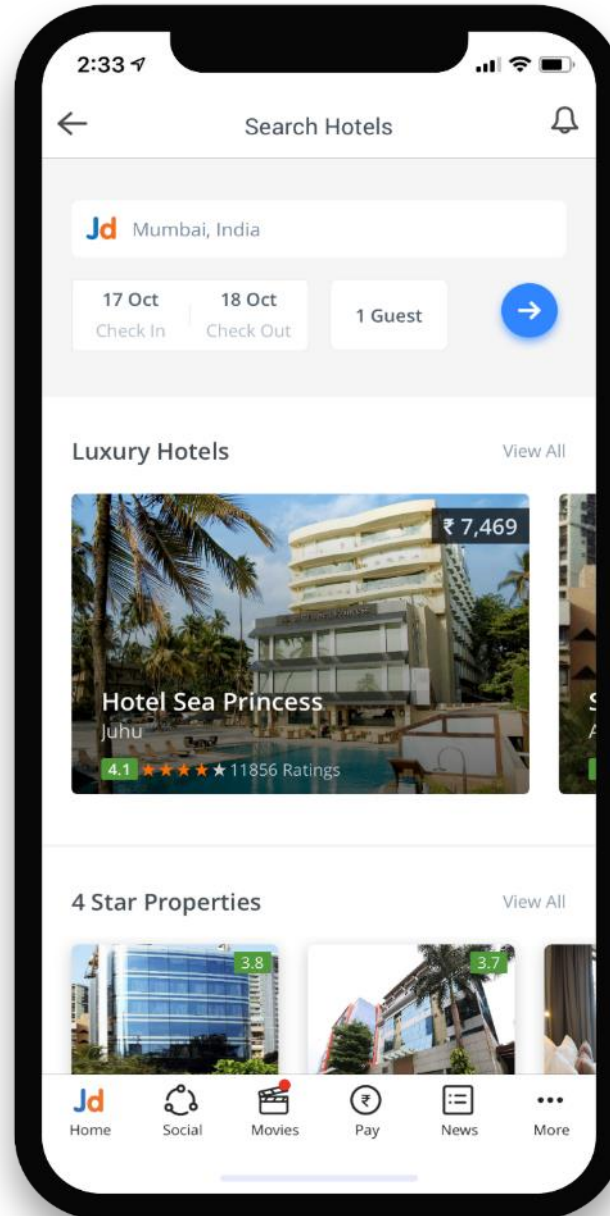 2:33
Search Hotels
Jd Mumbai, India
17 Oct 18 Oct 1 Guest
Check In Check Out
Luxury Hotels View All
₹ 7,469
Hotel Sea Princess
Juhu
4.1 11856 Ratings
4 Star Properties View All
3.8 3.7
Jd
Home Social Movies Pay News More